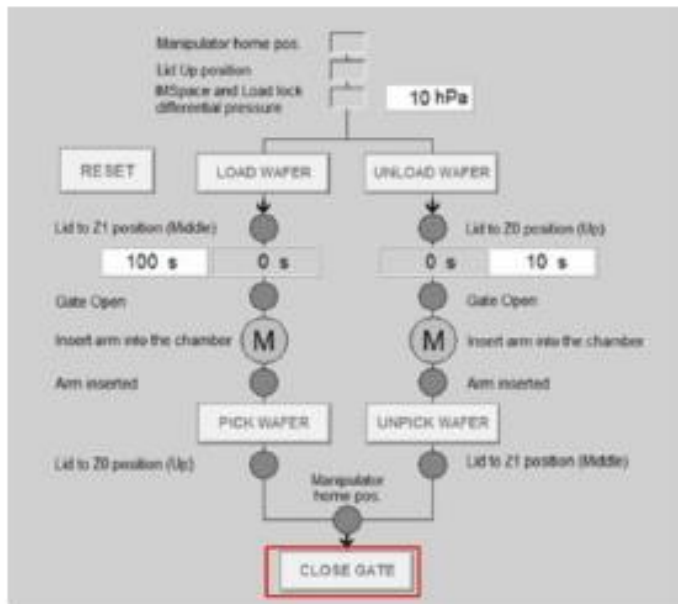 Manipulator home pos.
Lid Up position
IMSpace and Load lock
differential pressure
10 hPa
RESET
LOAD WAFER
UNLOAD WAFER
Lid to Z1 position (Middle)
Lid to Z0 position (Up)
100 s
0 s
0 s
10 s
Gate Open
Gate Open
Insert arm into the chamber
M
M
Insert arm into the chamber
Arm inserted
Arm inserted
PICK WAFER
UNPICK WAFER
Lid to Z0 position (Up)
Lid to Z1 position (Middle)
Manipulator
home pos.
CLOSE GATE